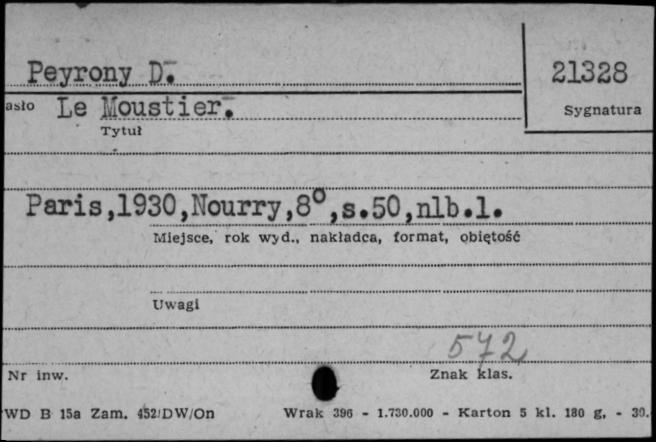 Peyrony D.
21328
asło Le Moustier.
Sygnatura
Tytuł
Paris,1930,Nourry,8°,s.50,nlb.1.
Miejsce, rok wyd., nakładca, format, objętość
Uwagi
572
Nr inw.
Znak klas.
WD B 15a Zam. 452/DW/On Wrak 396 - 1.730.000 - Karton 5 kl. 180 g, - 30.